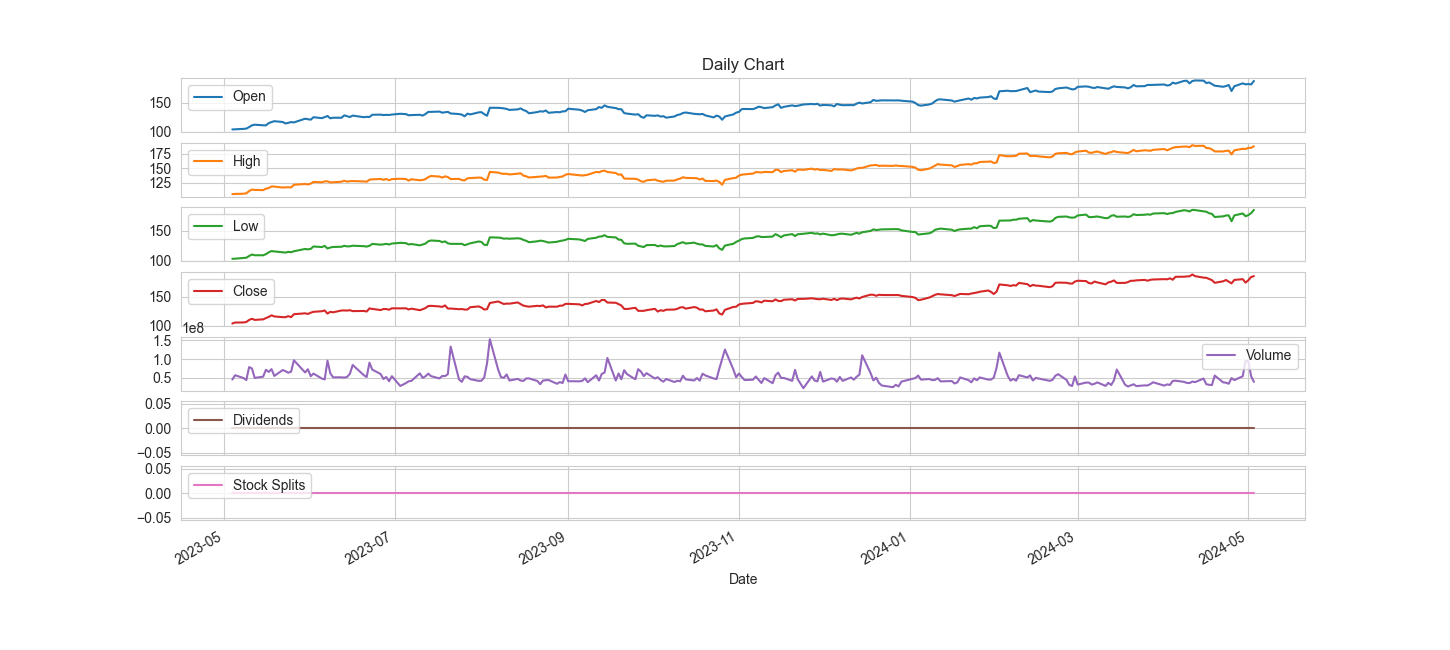 Daily Chart
Open
150
100
High
175
150
125
Low
150
100
Close
150
100
1e8
Volume
1.5
1.0
0.5
Dividends
0.05
0.00
−0.05
Stock Splits
0.05
0.00
−0.05
2023-05
2023-07
2023-09
2023-11
2024-01
2024-03
2024-05
Date